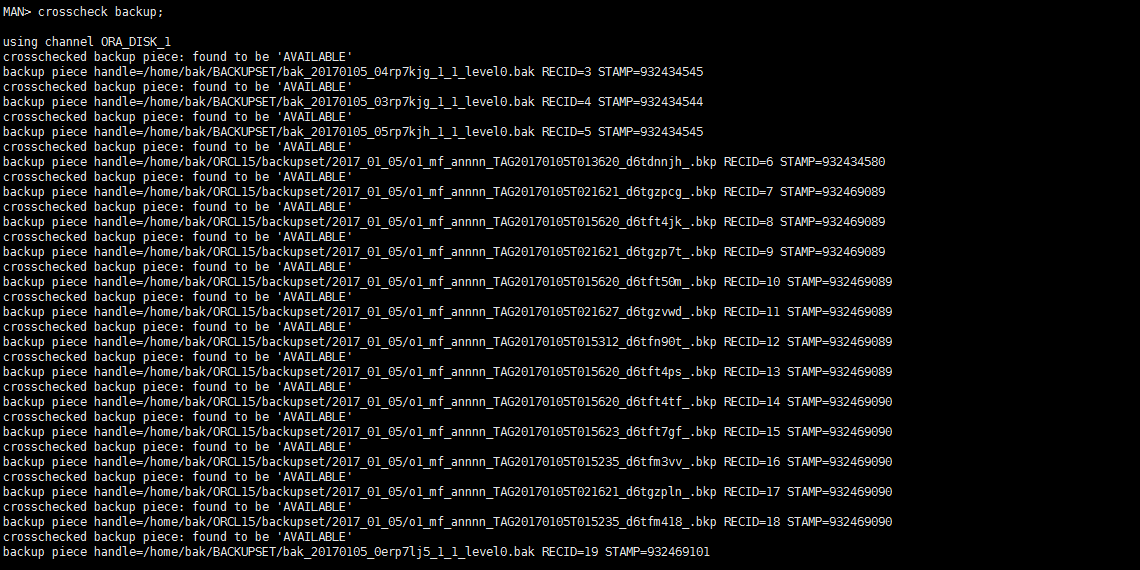 MAN> crosscheck backup;
using channel ORA_DISK_1
crosschecked backup piece: found to be 'AVAILABLE'
backup piece handle=/home/bak/BACKUPSET/bak_20170105_04rp7kjg_1_1_level0.bak RECID=3 STAMP=932434545
crosschecked backup piece: found to be 'AVAILABLE'
backup piece handle=/home/bak/BACKUPSET/bak_20170105_03rp7kjg_1_1_level0.bak RECID=4 STAMP=932434544
crosschecked backup piece: found to be 'AVAILABLE'
backup piece handle=/home/bak/BACKUPSET/bak_20170105_05rp7kjh_1_1_level0.bak RECID=5 STAMP=932434545
crosschecked backup piece: found to be 'AVAILABLE'
backup piece handle=/home/bak/ORCL15/backupset/2017_01_05/o1_mf_annnn_TAG20170105T013620_d6tdnnjh_.bkp RECID=6 STAMP=932434580
crosschecked backup piece: found to be 'AVAILABLE'
backup piece handle=/home/bak/ORCL15/backupset/2017_01_05/o1_mf_annnn_TAG20170105T021621_d6tgzpcg_.bkp RECID=7 STAMP=932469089
crosschecked backup piece: found to be 'AVAILABLE'
backup piece handle=/home/bak/ORCL15/backupset/2017_01_05/o1_mf_annnn_TAG20170105T015620_d6tft4jk_.bkp RECID=8 STAMP=932469089
crosschecked backup piece: found to be 'AVAILABLE'
backup piece handle=/home/bak/ORCL15/backupset/2017_01_05/o1_mf_annnn_TAG20170105T021621_d6tgzp7t_.bkp RECID=9 STAMP=932469089
crosschecked backup piece: found to be 'AVAILABLE'
backup piece handle=/home/bak/ORCL15/backupset/2017_01_05/o1_mf_annnn_TAG20170105T015620_d6tft50m_.bkp RECID=10 STAMP=932469089
crosschecked backup piece: found to be 'AVAILABLE'
backup piece handle=/home/bak/ORCL15/backupset/2017_01_05/o1_mf_annnn_TAG20170105T021627_d6tgzvwd_.bkp RECID=11 STAMP=932469089
crosschecked backup piece: found to be 'AVAILABLE'
backup piece handle=/home/bak/ORCL15/backupset/2017_01_05/o1_mf_annnn_TAG20170105T015312_d6tfn90t_.bkp RECID=12 STAMP=932469089
crosschecked backup piece: found to be 'AVAILABLE'
backup piece handle=/home/bak/ORCL15/backupset/2017_01_05/o1_mf_annnn_TAG20170105T015620_d6tft4ps_.bkp RECID=13 STAMP=932469089
crosschecked backup piece: found to be 'AVAILABLE'
backup piece handle=/home/bak/ORCL15/backupset/2017_01_05/o1_mf_annnn_TAG20170105T015620_d6tft4tf_.bkp RECID=14 STAMP=932469090
crosschecked backup piece: found to be 'AVAILABLE'
backup piece handle=/home/bak/ORCL15/backupset/2017_01_05/o1_mf_annnn_TAG20170105T015623_d6tft7gf_.bkp RECID=15 STAMP=932469090
crosschecked backup piece: found to be 'AVAILABLE'
backup piece handle=/home/bak/ORCL15/backupset/2017_01_05/o1_mf_annnn_TAG20170105T015235_d6tfm3vv_.bkp RECID=16 STAMP=932469090
crosschecked backup piece: found to be 'AVAILABLE'
backup piece handle=/home/bak/ORCL15/backupset/2017_01_05/o1_mf_annnn_TAG20170105T021621_d6tgzpln_.bkp RECID=17 STAMP=932469090
crosschecked backup piece: found to be 'AVAILABLE'
backup piece handle=/home/bak/ORCL15/backupset/2017_01_05/o1_mf_annnn_TAG20170105T015235_d6tfm418_.bkp RECID=18 STAMP=932469090
crosschecked backup piece: found to be 'AVAILABLE'
backup piece handle=/home/bak/BACKUPSET/bak_20170105_0erp7lj5_1_1_level0.bak RECID=19 STAMP=932469101